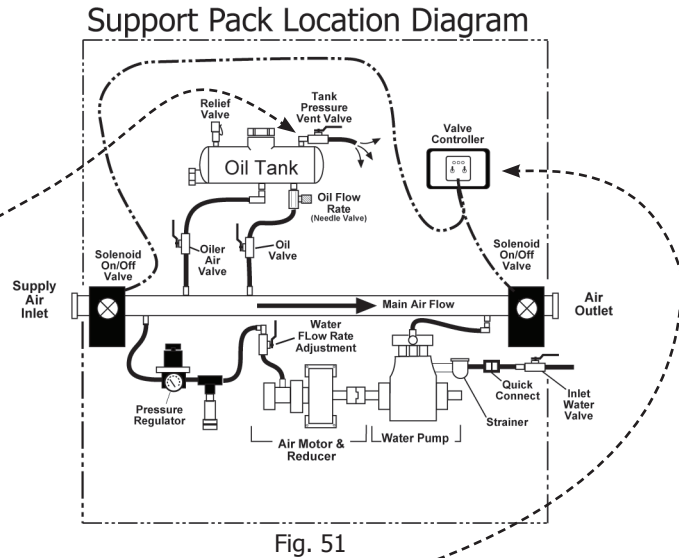 Support Pack Location Diagram
Relief
Valve
Tank
Pressure
Vent Valve
Valve
Controller
Oil Tank
Oil Flow
Rate
(Needle Valve)
Oiler
Air
Valve
Oil
Valve
Solenoid
On/Off
Valve
Solenoid
On/Off
Valve
Supply
Air
Inlet
Main Air Flow
Air
Outlet
Water
FLow Rate
Adjustment
Pressure
Regulator
Quick
Connect
Inlet
Water
Valve
Strainer
Air Motor &
Reducer
Water Pump
Fig. 51